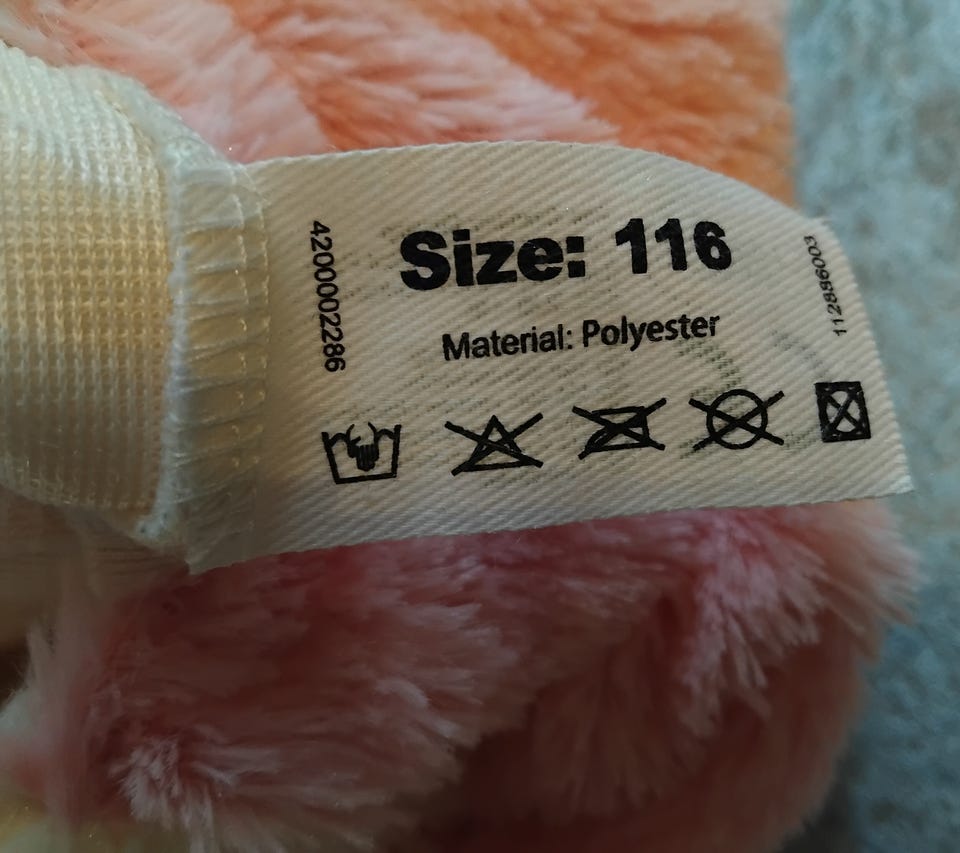 4200002286
Size: 116
Material: Polyester
112886003